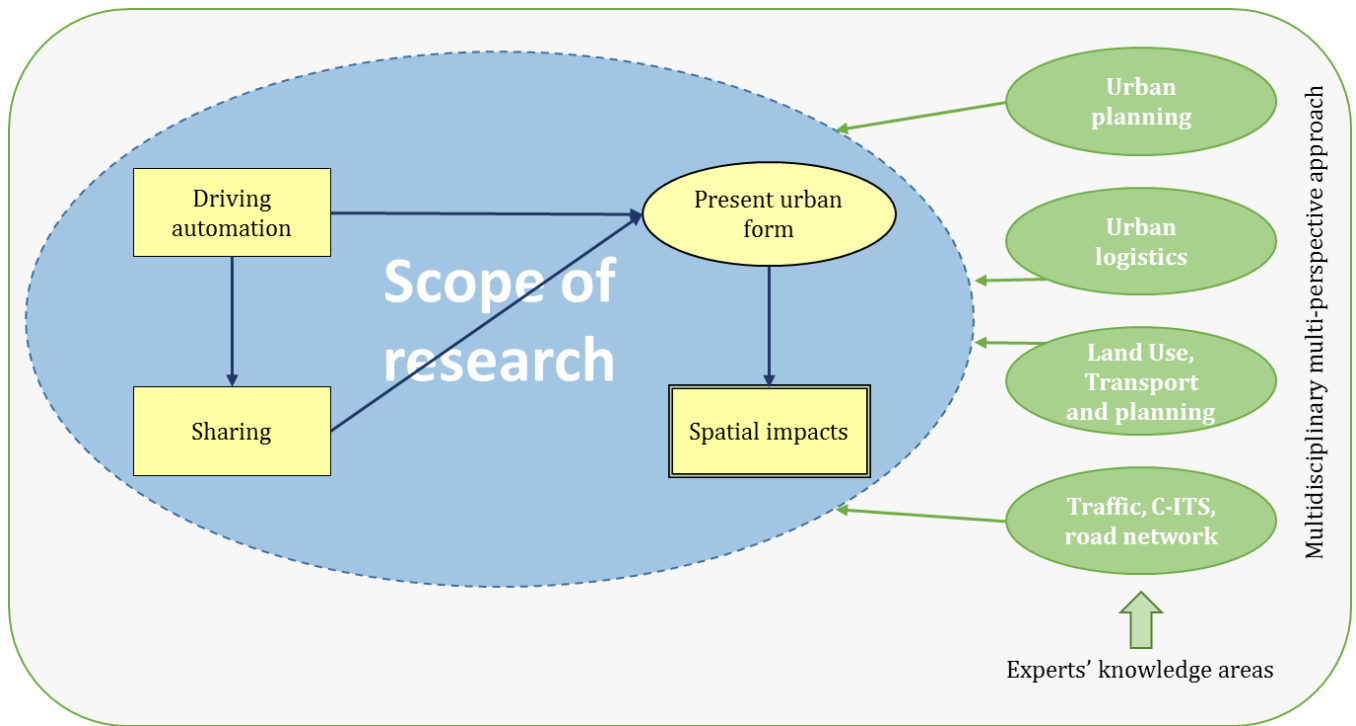 Driving
automation
Sharing
Scope of
research
Present urban
form
Spatial impacts
Urban
planning
Urban
logistics
Land Use,
Transport
and planning
Traffic, C-ITS,
road network
Experts’ knowledge areas
Multidisciplinary multi-perspective approach